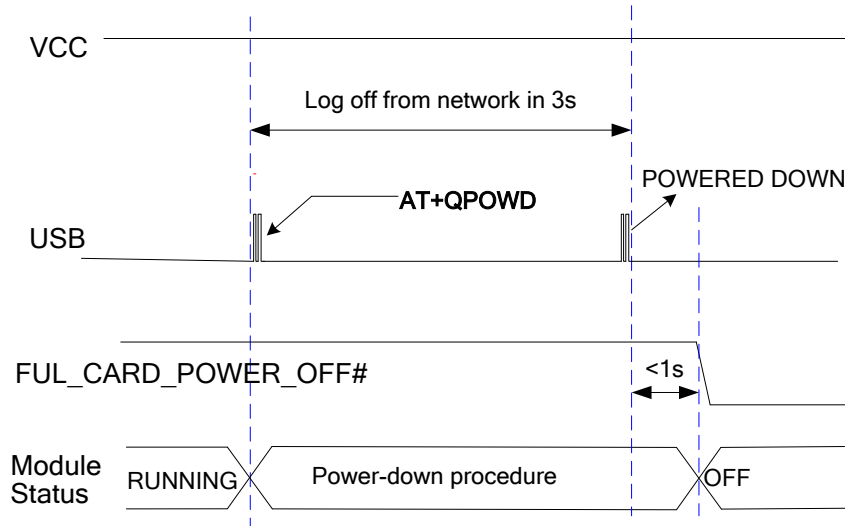 VCC
Log off from network in 3s
POWERED DOWN
AT+QPOWD
USB
FUL_CARD_POWER_OFF#
<1s
Module
Status
RUNNING
Power-down procedure
OFF